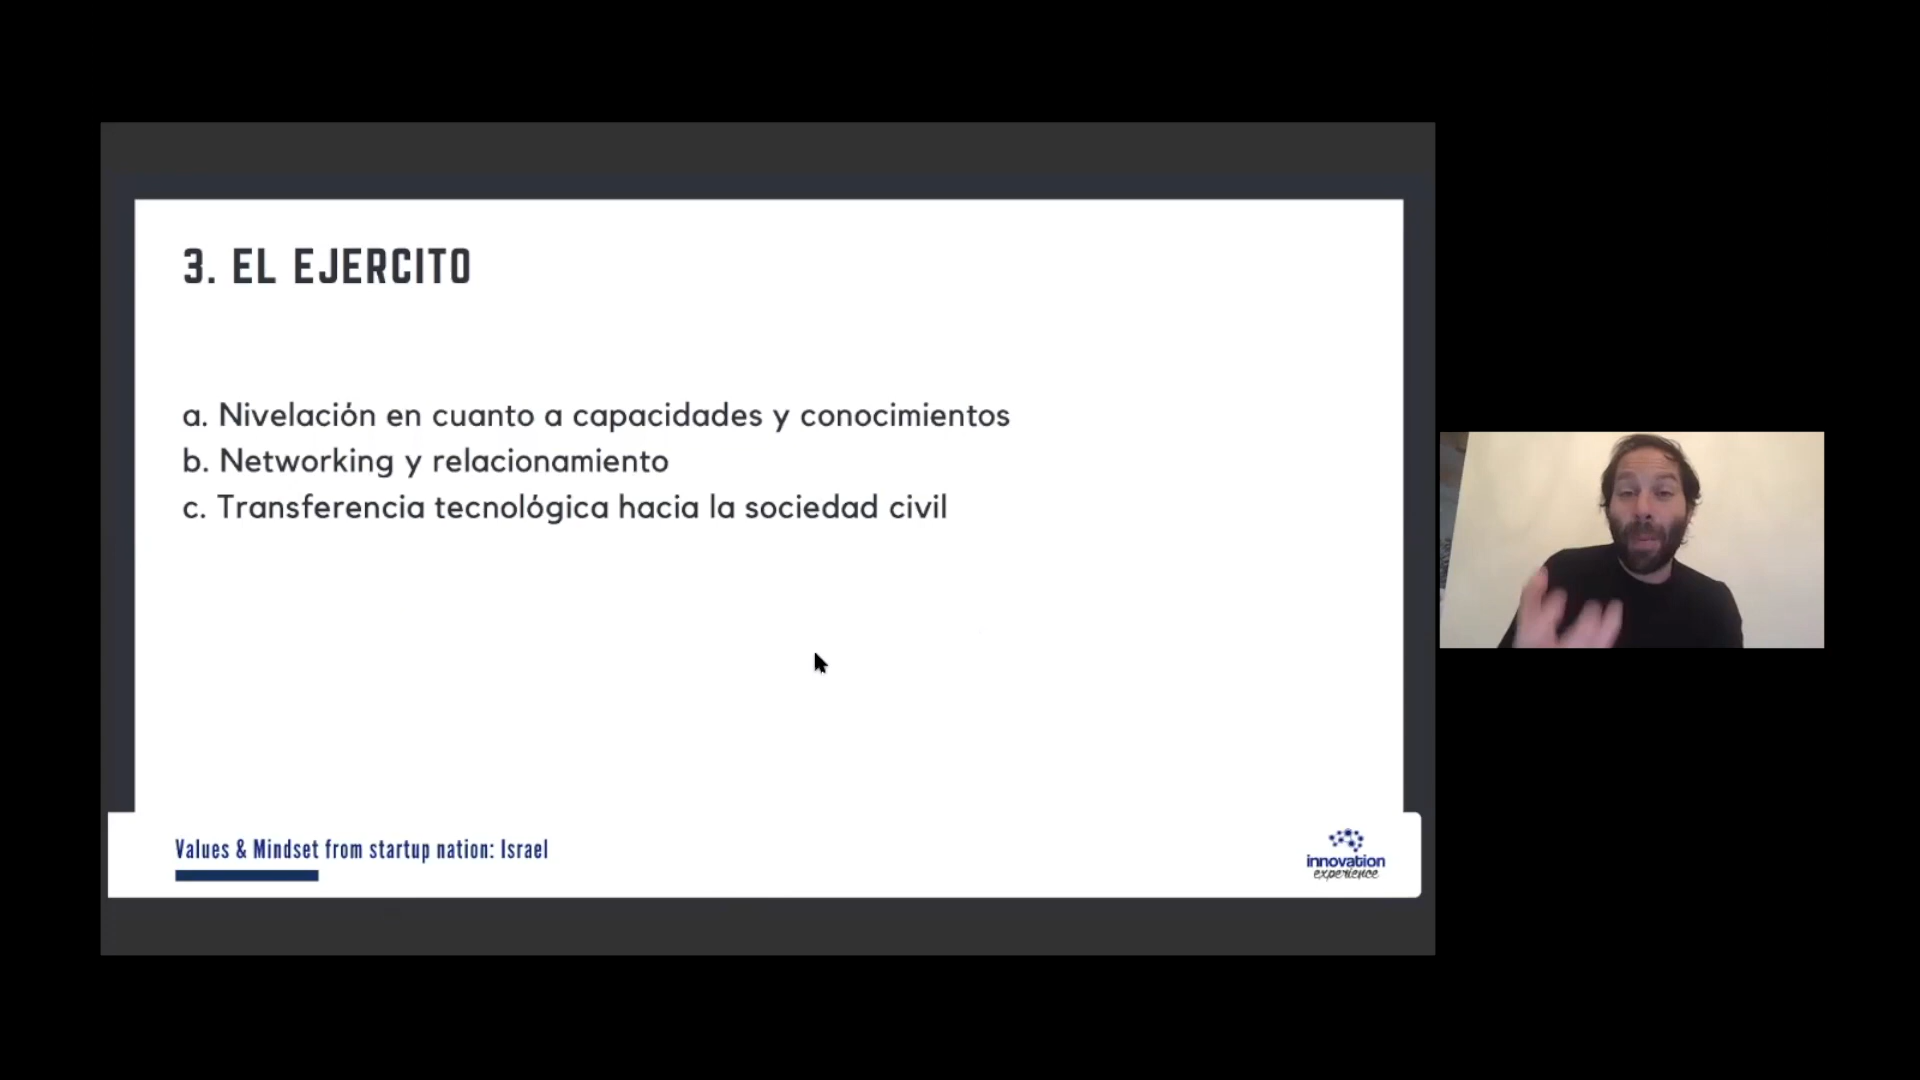 3. EL EJERCITO
a. Nivelación en cuanto a capacidades y conocimientos
b. Networking y relacionamiento
c. Transferencia tecnológica hacia la sociedad civil
Values & Mindset from startup nation: Israel
innovation
experience